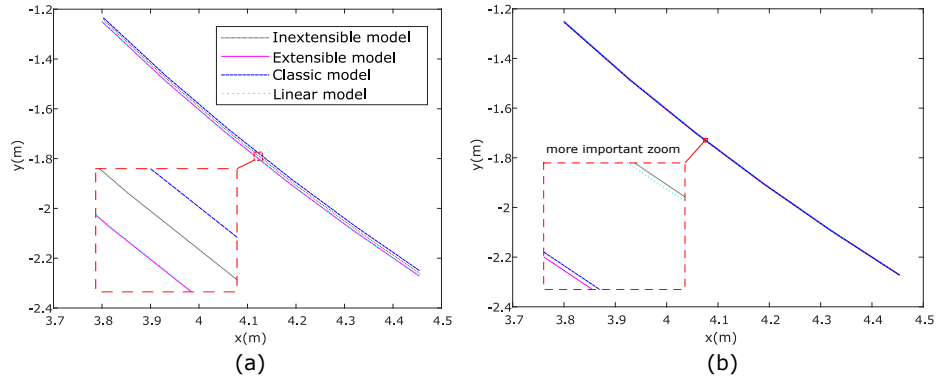 -1.2
-1.4
-1.6
-1.8
-2
-2.2
-2.4
y(m)
3.7 3.8 3.9 4 4.1 4.2 4.3 4.4 4.5
x(m)
Inextensible model
Extensible model
Classic model
Linear model
(a)
-1.2
-1.4
-1.6
-1.8
-2
-2.2
-2.4
y(m)
more important zoom
3.7 3.8 3.9 4 4.1 4.2 4.3 4.4 4.5
x(m)
(b)